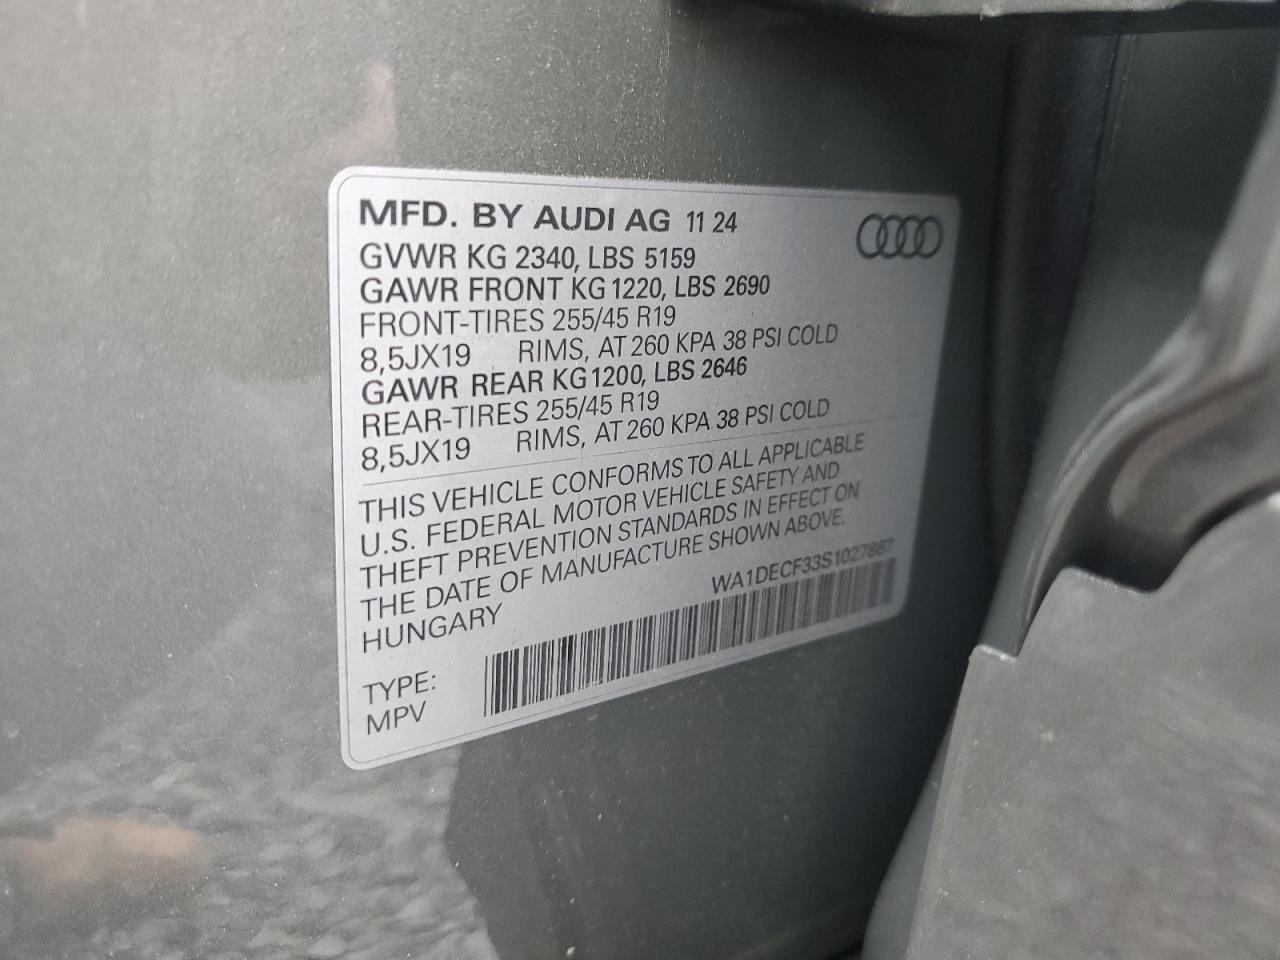 MFD. BY AUDI AG 11 24
GVWR KG 2340, LBS 5159
GAWR FRONT KG 1220, LBS 2690
FRONT-TIRES 255/45 R19
8,5JX19 RIMS, AT 260 KPA 38 PSI COLD
GAWR REAR KG 1200, LBS 2646
REAR-TIRES 255/45 R19
8,5JX19 RIMS, AT 260 KPA 38 PSI COLD
THIS VEHICLE CONFORMS TO ALL APPLICABLE
U.S. FEDERAL MOTOR VEHICLE SAFETY AND
THEFT PREVENTION STANDARDS IN EFFECT ON
THE DATE OF MANUFACTURE SHOWN ABOVE.
HUNGARY
WA1DECF33S1027887
TYPE:
MPV